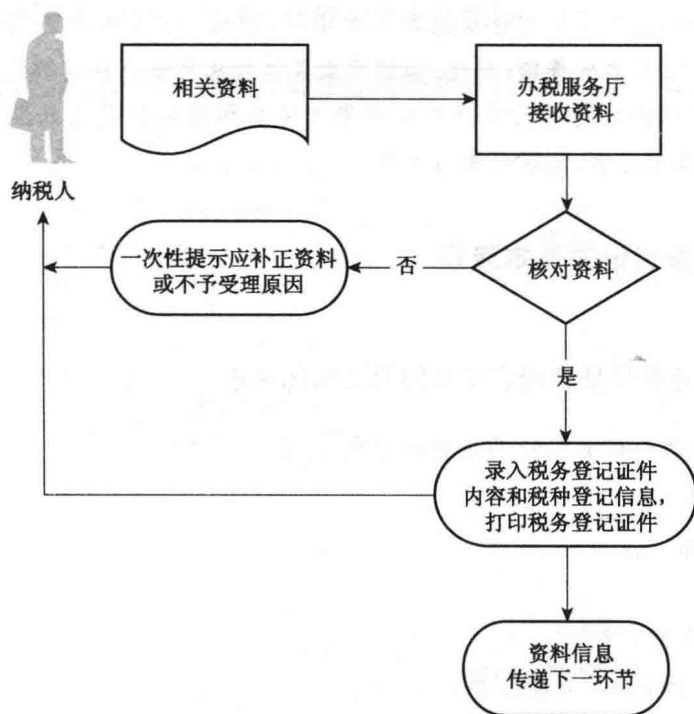 相关资料
办税服务厅
接收资料
纳税人
一次性提示应补正资料
或不予受理原因
否
核对资料
是
录入税务登记证件
内容和税种登记信息,
打印税务登记证件
资料信息
传递下一环节